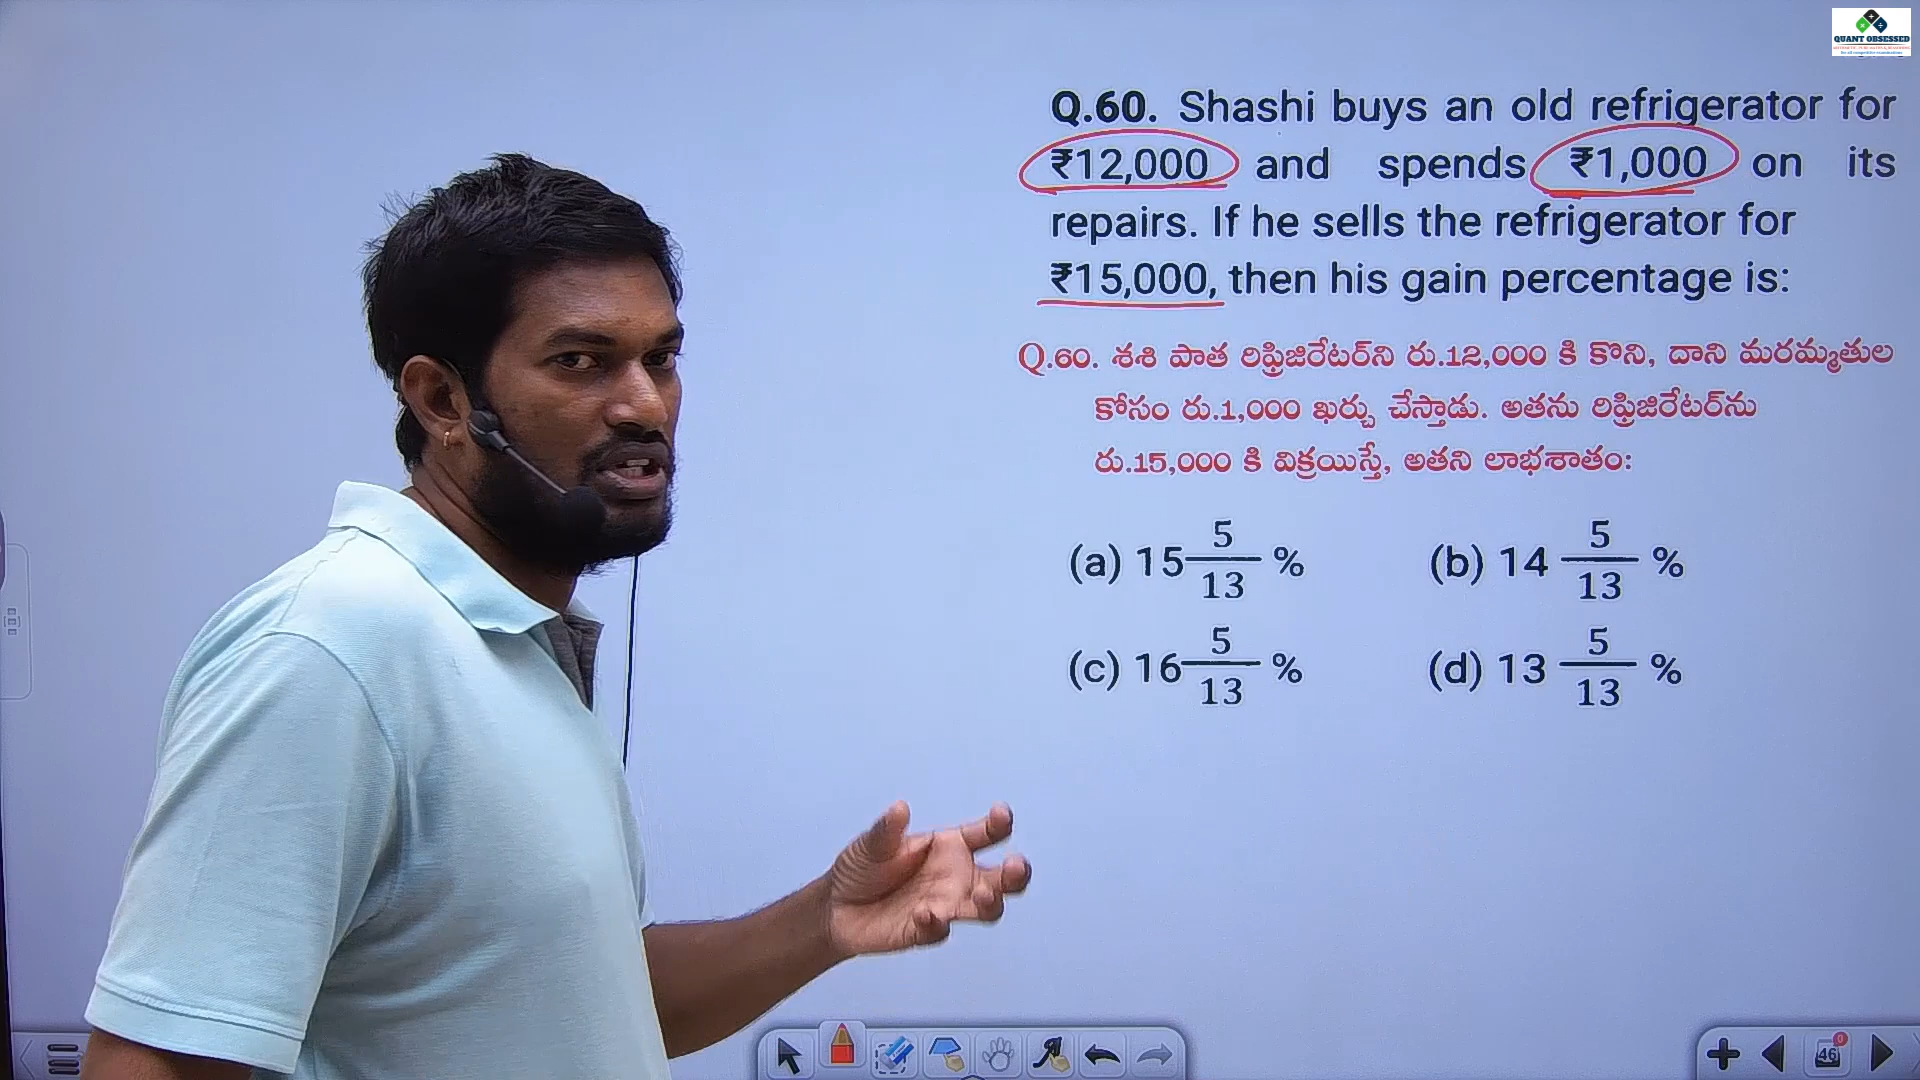 QUANT OBSESSED
Q.60. Shashi buys an old refrigerator for
₹12,000 and spends ₹1,000 on its
repairs. If he sells the refrigerator for
₹15,000, then his gain percentage is:
Q.60. శశి పాత రిఫ్రిజిరేటర్‌ని రు.12,000 కి కొని, దాని మరమ్మతుల
కోసం రు.1,000 ఖర్చు చేస్తాడు. అతను రిఫ్రిజిరేటర్‌ను
రు.15,000 కి విక్రయిస్తే, అతని లాభశాతం:
(a) 15 5/13 % (b) 14 5/13 %
(c) 16 5/13 % (d) 13 5/13 %
46
0